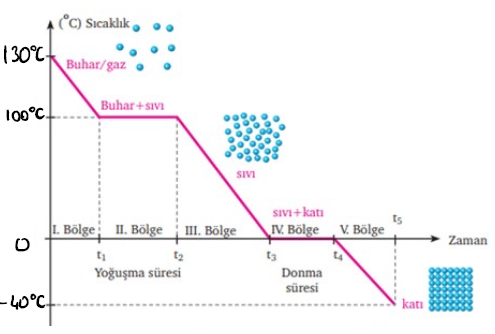 (°C) Sıcaklık
130°C
Buhar/gaz
100°C
Buhar+sıvı
sıvı
sıvı+katı
t5
I. Bölge II. Bölge III. Bölge IV. Bölge V. Bölge
0
Zaman
t1 t2 t3 t4
Yoğuşma süresi
Donma
süresi
-40°C
katı